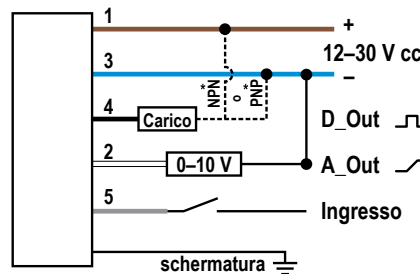 1
+
12–30 V cc
3
–
*
NPN
o
*
PNP
4
Carico
D_Out
2
0–10 V
A_Out
5
Ingresso
schermatura